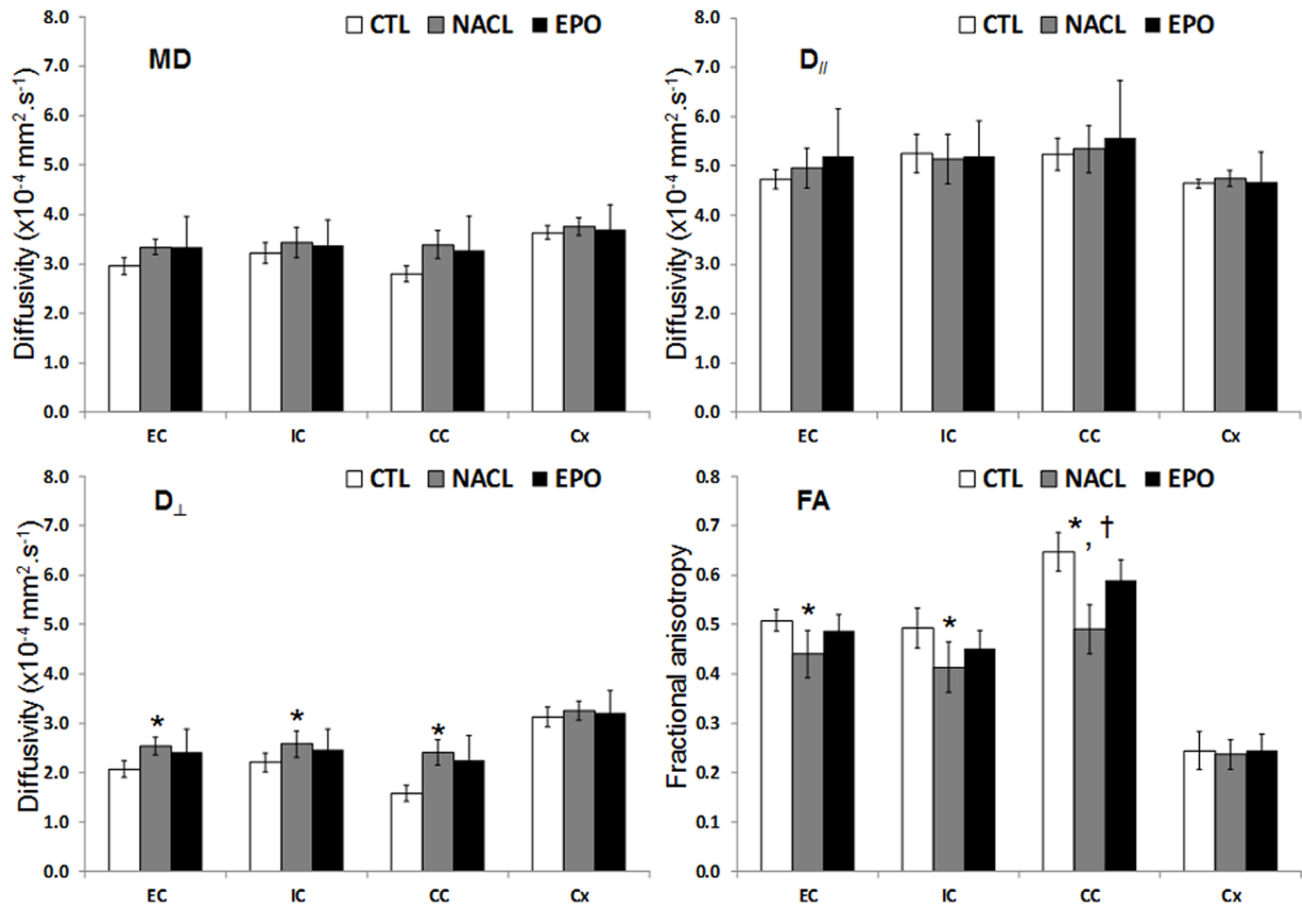 CTL NACL EPO
MD
Diffusivity (x10⁻⁴ mm².s⁻¹)
8.0
7.0
6.0
5.0
4.0
3.0
2.0
1.0
0.0
EC IC CC Cx
CTL NACL EPO
D//
Diffusivity (x10⁻⁴ mm².s⁻¹)
8.0
7.0
6.0
5.0
4.0
3.0
2.0
1.0
0.0
EC IC CC Cx
CTL NACL EPO
D⊥
Diffusivity (x10⁻⁴ mm².s⁻¹)
8.0
7.0
6.0
5.0
4.0
3.0
2.0
1.0
0.0
* * *
EC IC CC Cx
CTL NACL EPO
FA
Fractional anisotropy
0.8
0.7
0.6
0.5
0.4
0.3
0.2
0.1
0.0
* * *, †
EC IC CC Cx